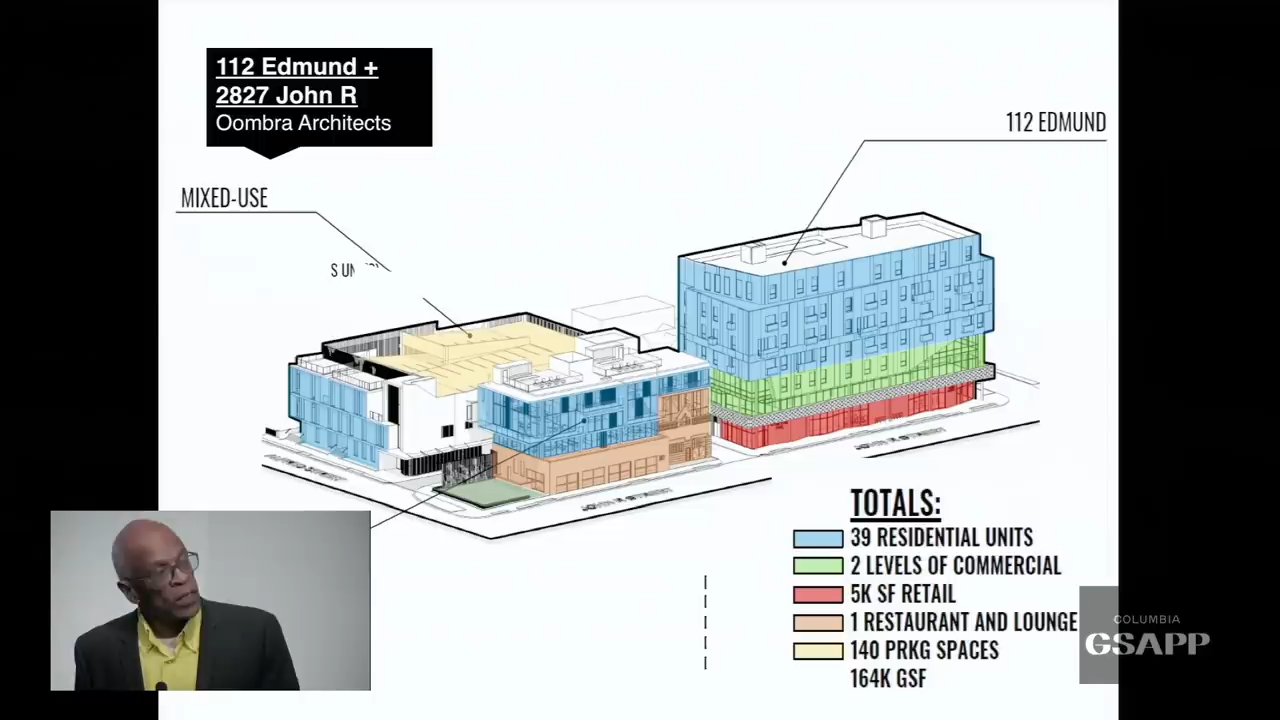 112 Edmund +
2827 John R
Oombra Architects
112 EDMUND
MIXED-USE
TOTALS:
39 RESIDENTIAL UNITS
2 LEVELS OF COMMERCIAL
5K SF RETAIL
1 RESTAURANT AND LOUNGE
140 PRKG SPACES
164K GSF
COLUMBIA
GSAPP